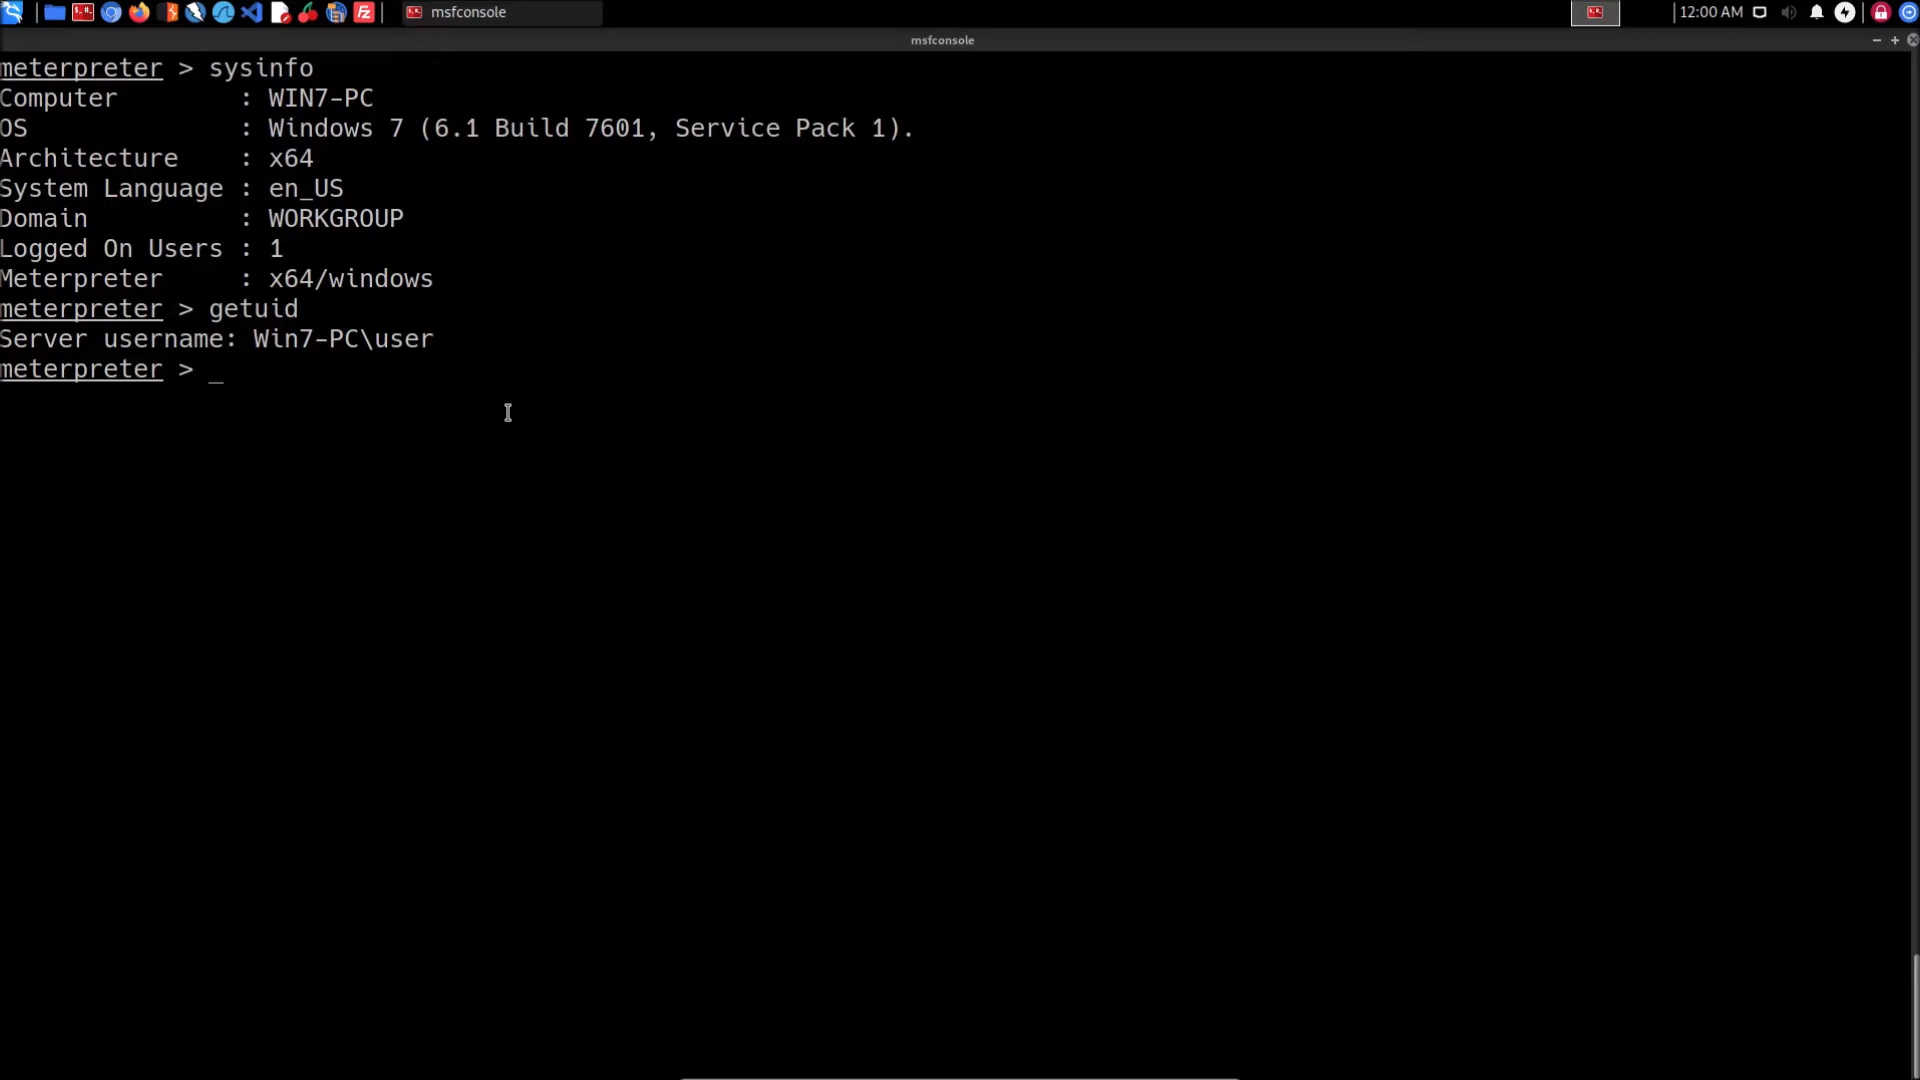 msfconsole
12:00 AM
msfconsole
meterpreter > sysinfo
Computer : WIN7-PC
OS : Windows 7 (6.1 Build 7601, Service Pack 1).
Architecture : x64
System Language : en_US
Domain : WORKGROUP
Logged On Users : 1
Meterpreter : x64/windows
meterpreter > getuid
Server username: Win7-PC\user
meterpreter > _